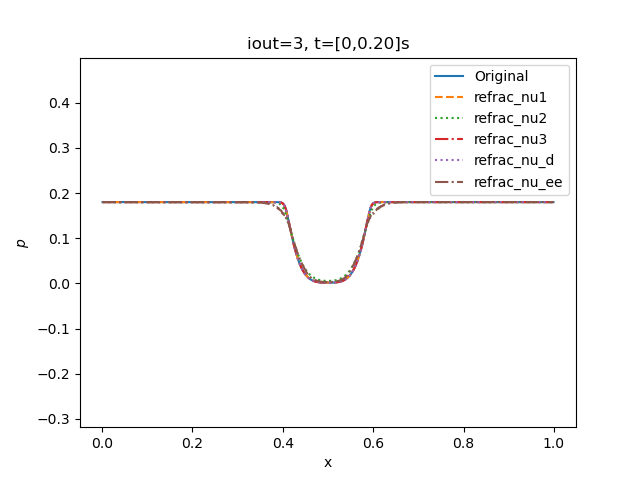 iout=3, t=[0,0.20]s
Original
refrac_nu1
refrac_nu2
refrac_nu3
refrac_nu_d
refrac_nu_ee
0.4
0.3
0.2
0.1
0.0
−0.1
−0.2
−0.3
p
0.0 0.2 0.4 0.6 0.8 1.0
x